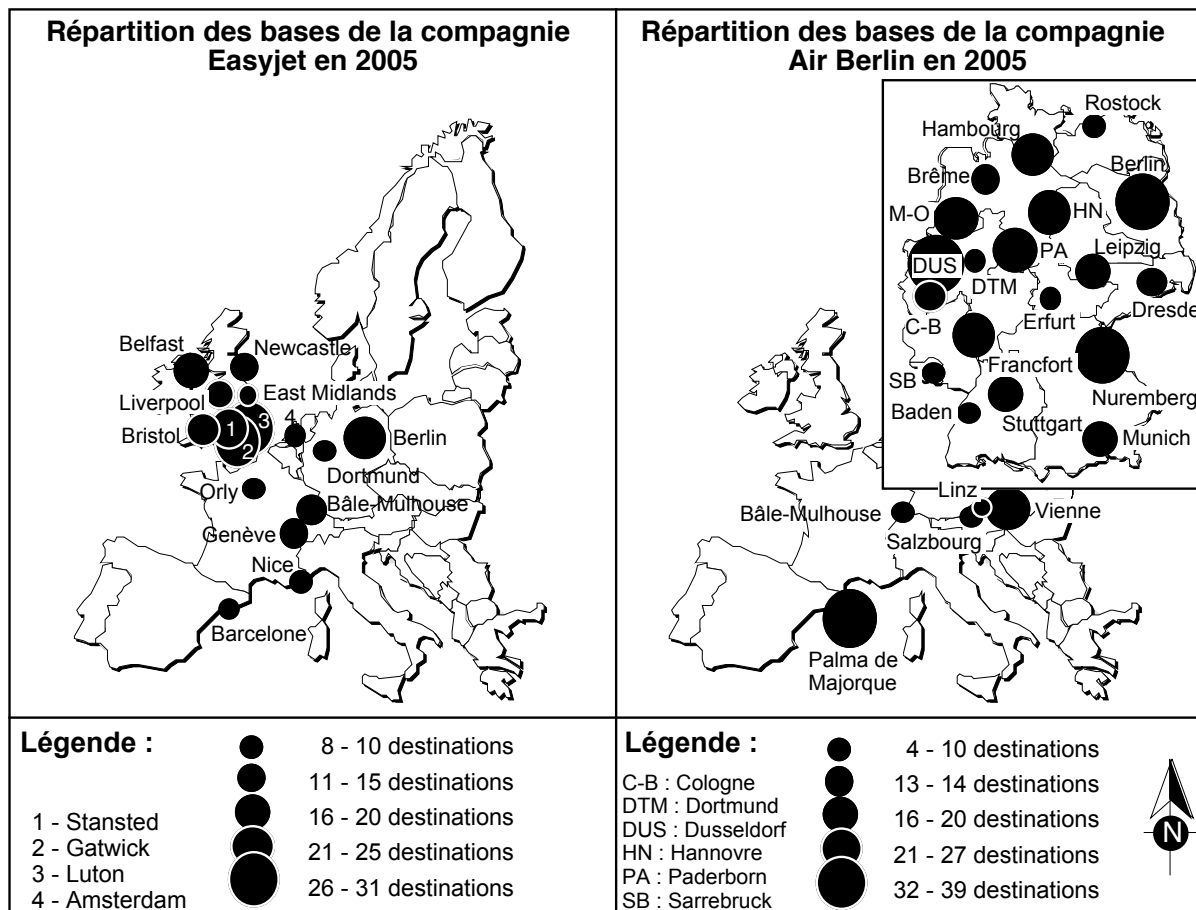 Répartition des bases de la compagnie
Easyjet en 2005
Belfast
Newcastle
East Midlands
Liverpool
4
3
Bristol
1
2
Berlin
Dortmund
Orly
Bâle-Mulhouse
Genève
Nice
Barcelone
Légende :
8 - 10 destinations
11 - 15 destinations
16 - 20 destinations
21 - 25 destinations
26 - 31 destinations
1 - Stansted
2 - Gatwick
3 - Luton
4 - Amsterdam
Répartition des bases de la compagnie
Air Berlin en 2005
Rostock
Hambourg
Berlin
Brême
M-O
HN
PA
Leipzig
DUS
DTM
Erfurt
Dresde
C-B
Francfort
SB
Nuremberg
Baden
Stuttgart
Munich
Linz
Bâle-Mulhouse
Vienne
Salzbourg
Palma de
Majorque
Légende :
C-B : Cologne
DTM : Dortmund
DUS : Dusseldorf
HN : Hannovre
PA : Paderborn
SB : Sarrebruck
4 - 10 destinations
13 - 14 destinations
16 - 20 destinations
21 - 27 destinations
32 - 39 destinations
N